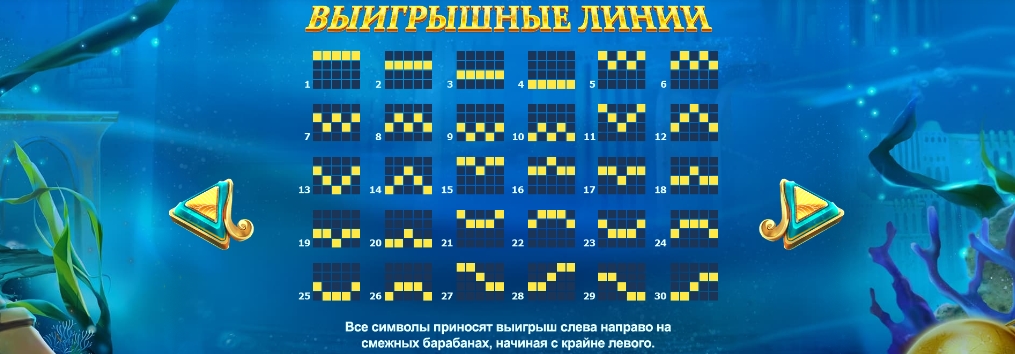 ВЫИГРЫШНЫЕ ЛИНИИ
1 2 3 4 5 6
7 8 9 10 11 12
13 14 15 16 17 18
19 20 21 22 23 24
25 26 27 28 29 30
Все символы приносят выигрыш слева направо на
смежных барабанах, начиная с крайне левого.